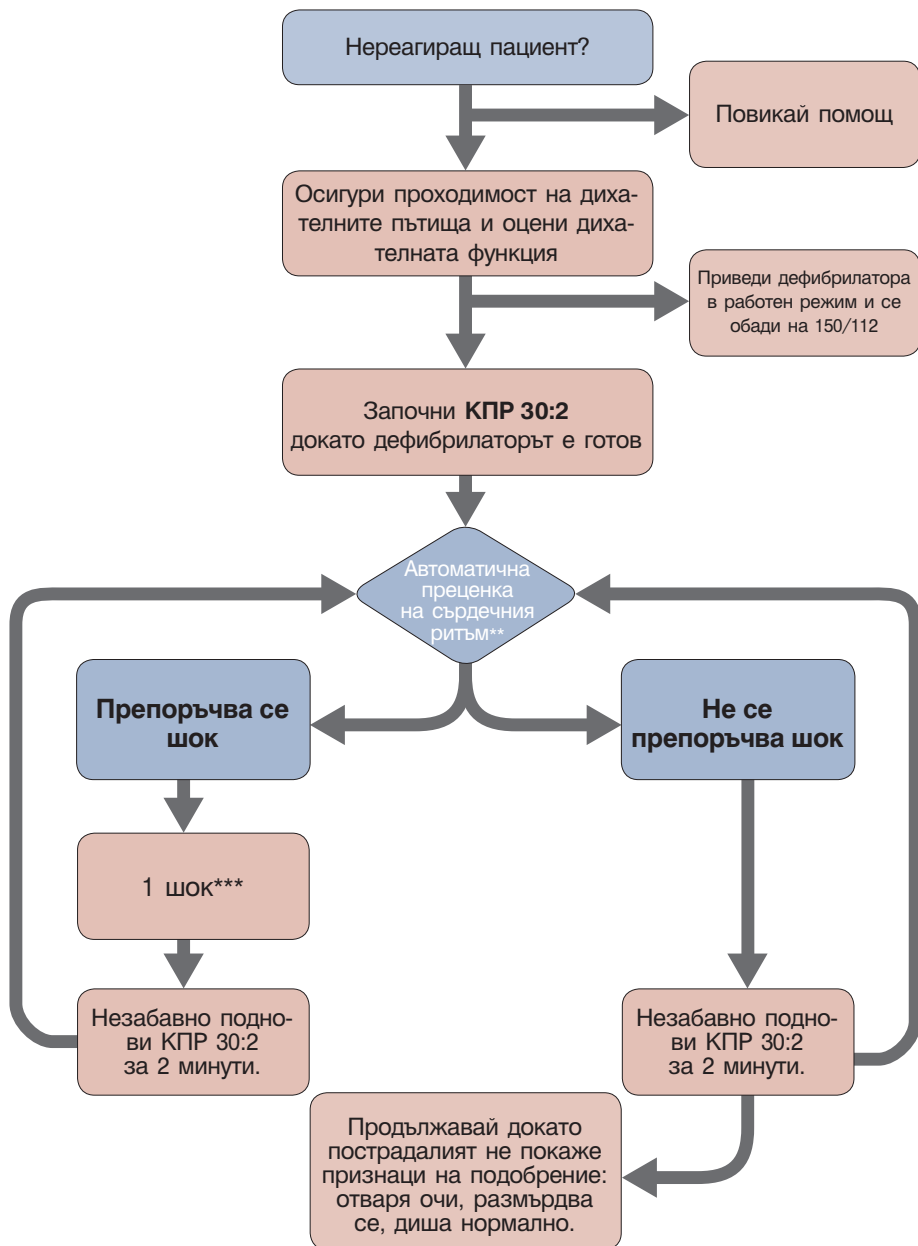 Нереагиращ пациент?
Повикай помощ
Осигури проходимост на диха-
телните пътища и оцени диха-
телната функция
Приведи дефибрилатора
в работен режим и се
обади на 150/112
Започни КПР 30:2
докато дефибрилаторът е готов
Автоматична
преценка
на сърдечния
ритъм**
Препоръчва се
шок
Не се
препоръчва шок
1 шок***
Незабавно подно-
ви КПР 30:2
за 2 минути.
Незабавно подно-
ви КПР 30:2
за 2 минути.
Продължавай докато
пострадалият не покаже
признаци на подобрение:
отваря очи, размърдва
се, диша нормално.